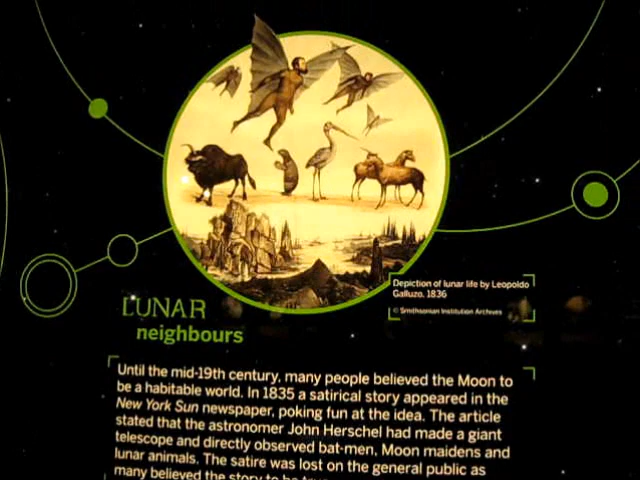 Depiction of lunar life by Leopoldo
Galluzo, 1836
© Smithsonian Institution Archives
LUNAR
neighbours
Until the mid-19th century, many people believed the Moon to
be a habitable world. In 1835 a satirical story appeared in the
New York Sun newspaper, poking fun at the idea. The article
stated that the astronomer John Herschel had made a giant
telescope and directly observed bat-men, Moon maidens and
lunar animals. The satire was lost on the general public as
many believed the story to be